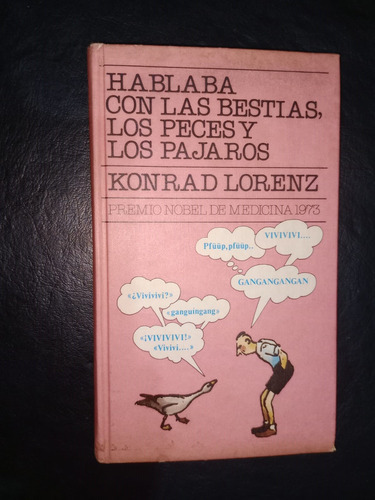 HABLABA
CON LAS BESTIAS,
LOS PECES Y
LOS PAJAROS
KONRAD LORENZ
PREMIO NOBEL DE MEDICINA 1973
VIVIVIVI....
Pfüüp, pfüüp..
GANGANGANGAN
«¿Vivivivi?»
«ganguingang»
«¡VIVIVIVI!»
«Vivivi....»